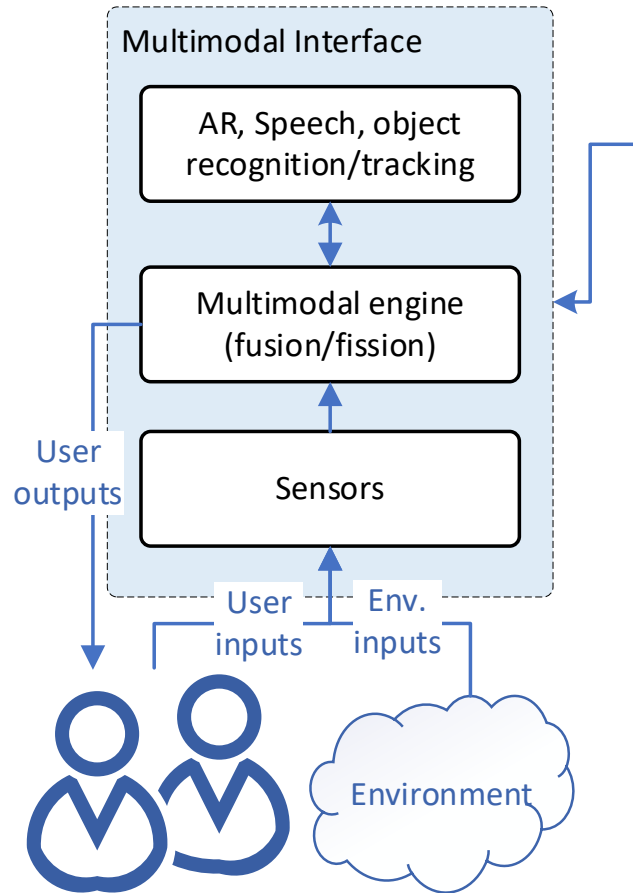 Multimodal Interface
AR, Speech, object
recognition/tracking
Multimodal engine
(fusion/fission)
User
outputs
Sensors
User
inputs
Env.
inputs
Environment